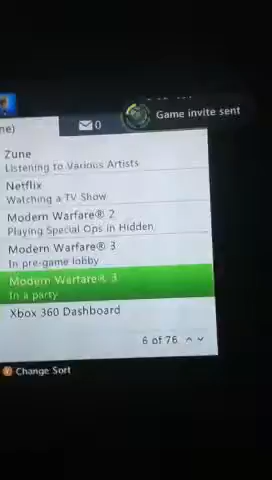 Game invite sent
ne)
0
Zune
Listening to Various Artists
Netflix
Watching a TV Show
Modern Warfare® 2
Playing Special Ops in Hidden,
Modern Warfare® 3
In pre-game lobby
Modern Warfare® 3
In a party
Xbox 360 Dashboard
6 of 76
Y Change Sort